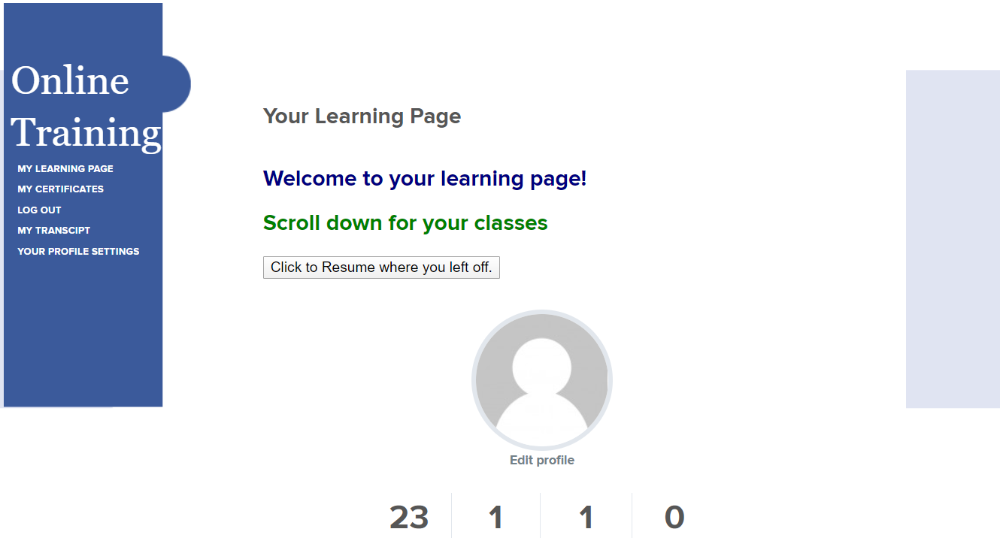 Online
Training
MY LEARNING PAGE
MY CERTIFICATES
LOG OUT
MY TRANSCIPT
YOUR PROFILE SETTINGS
Your Learning Page
Welcome to your learning page!
Scroll down for your classes
Click to Resume where you left off.
Edit profile
23 1 1 0